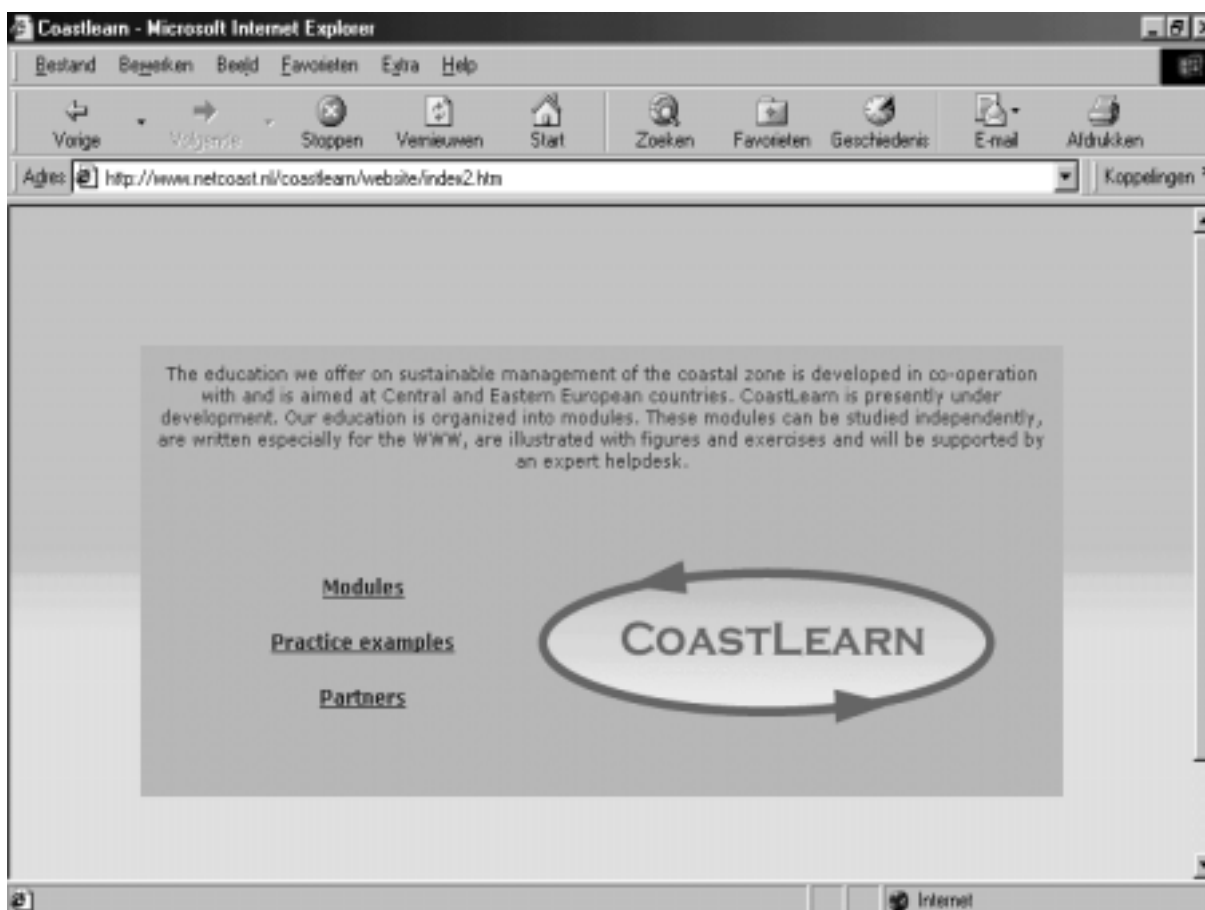 Coastlearn - Microsoft Internet Explorer
Bestand Bewerken Beeld Favorieten Extra Help
Vorige Volgende Stoppen Vernieuwen Start Zoeken Favorieten Geschiedenis E-mail Afdrukken
Adres http://www.netcoast.nl/coastlearn/website/index2.htm Koppelingen
The education we offer on sustainable management of the coastal zone is developed in co-operation
with and is aimed at Central and Eastern European countries. CoastLearn is presently under
development. Our education is organized into modules. These modules can be studied independently,
are written especially for the WWW, are illustrated with figures and exercises and will be supported by
an expert helpdesk.
Modules
Practice examples
Partners
COASTLEARN
Internet